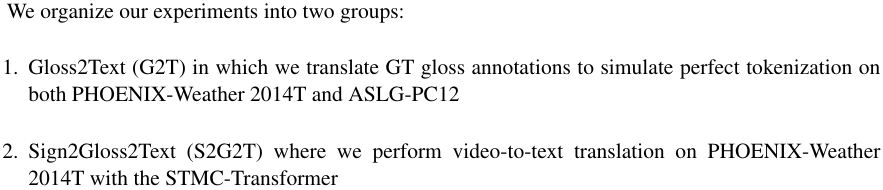 We organize our experiments into two groups:
1. Gloss2Text (G2T) in which we translate GT gloss annotations to simulate perfect tokenization on
both PHOENIX-Weather 2014T and ASLG-PC12
2. Sign2Gloss2Text (S2G2T) where we perform video-to-text translation on PHOENIX-Weather
2014T with the STMC-Transformer